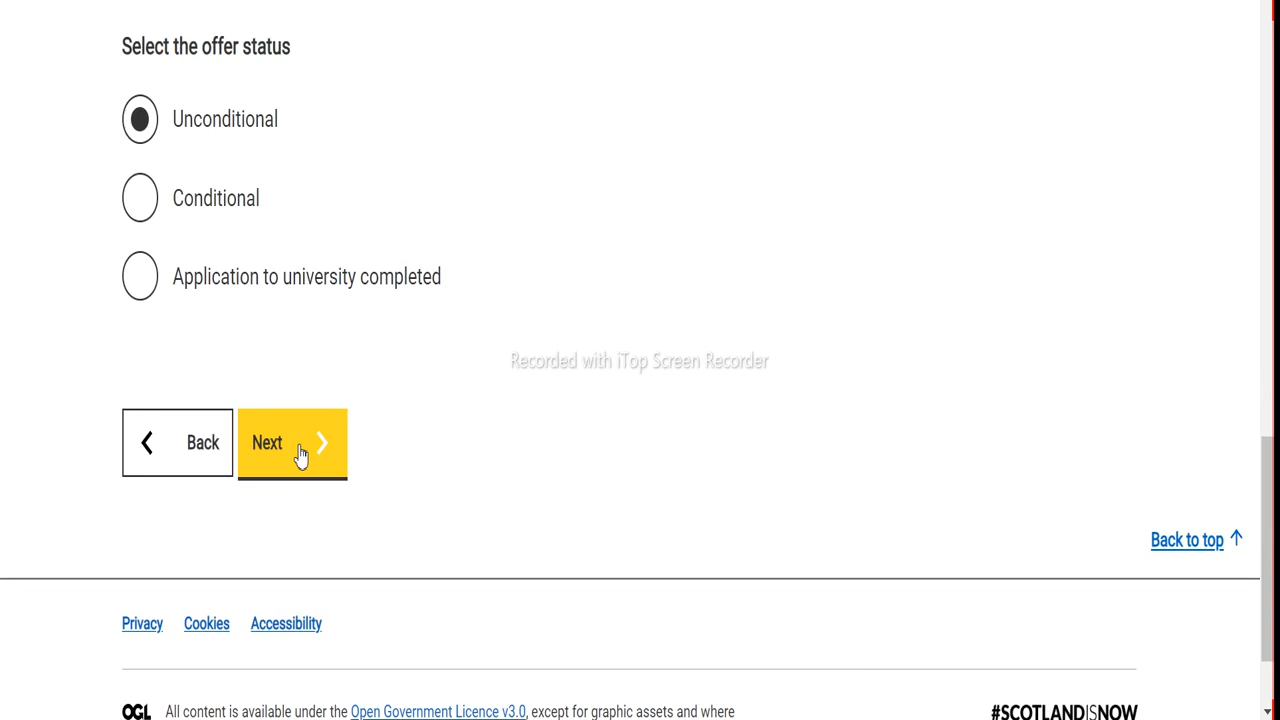 Select the offer status
Unconditional
Conditional
Application to university completed
Recorded with iTop Screen Recorder
Back
Next
Back to top
Privacy Cookies Accessibility
OGL All content is available under the Open Government Licence v3.0, except for graphic assets and where
#SCOTLANDISNOW